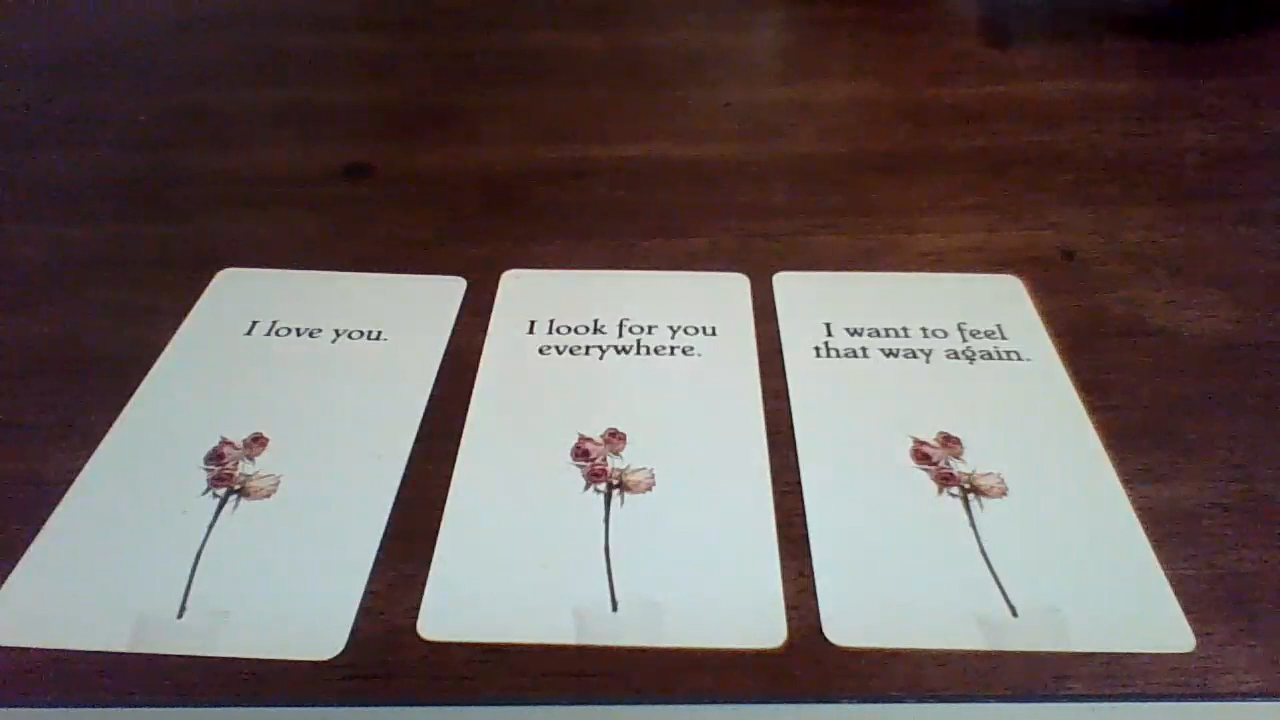 I love you.
I look for you
everywhere.
I want to feel
that way again.